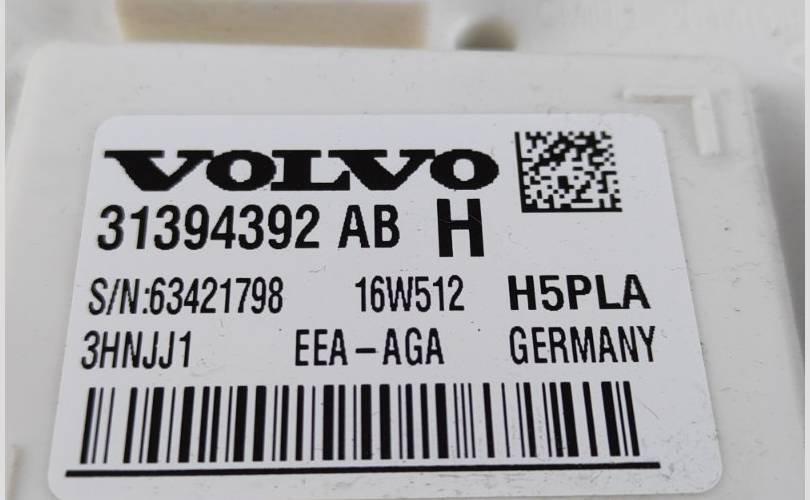 VOLVO
31394392 AB H
S/N:63421798 16W512 H5PLA
3HNJJ1 EEA-AGA GERMANY